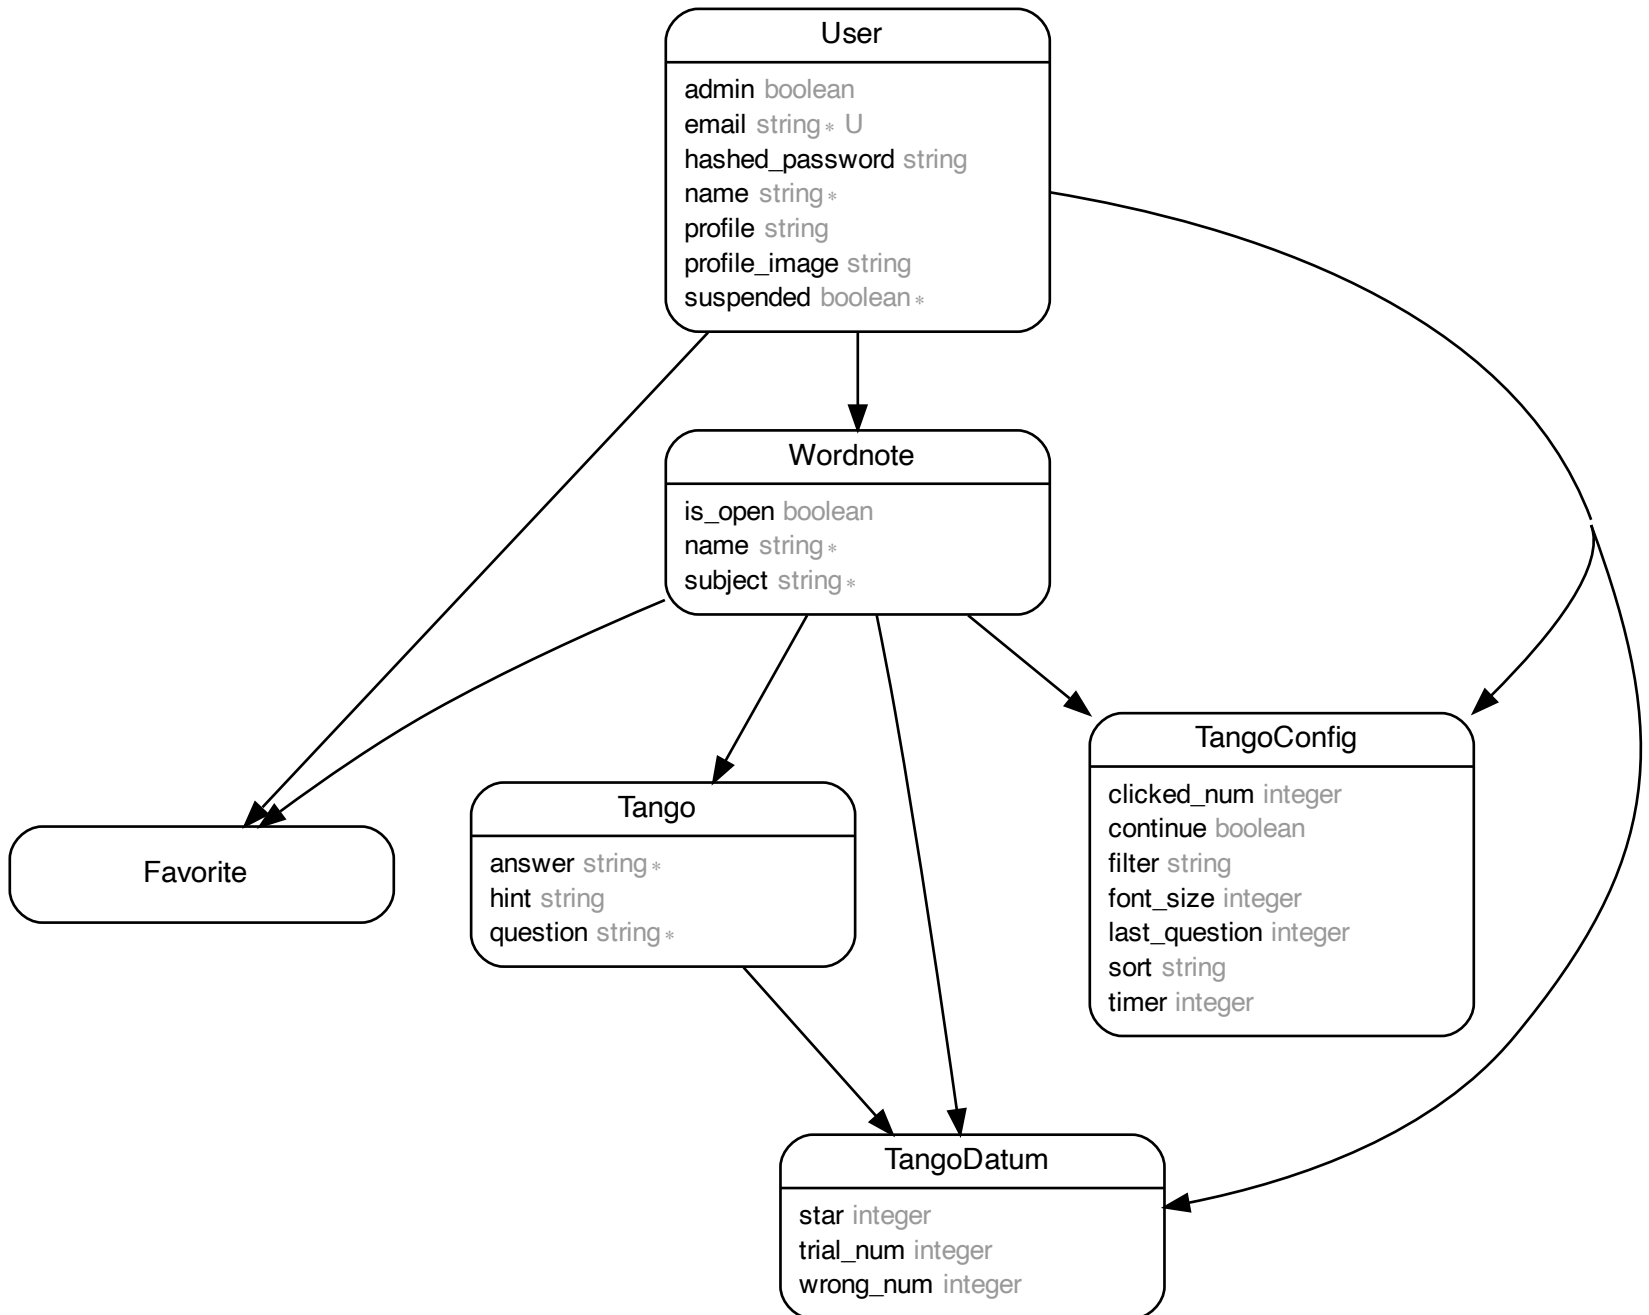 User
admin boolean
email string* U
hashed_password string
name string*
profile string
profile_image string
suspended boolean*
Wordnote
is_open boolean
name string*
subject string*
TangoConfig
clicked_num integer
continue boolean
filter string
font_size integer
last_question integer
sort string
timer integer
Tango
answer string*
hint string
question string*
Favorite
TangoDatum
star integer
trial_num integer
wrong_num integer